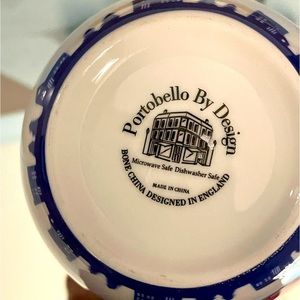 Portobello By Design
Microwave Safe Dishwasher Safe
MADE IN CHINA
BONE CHINA DESIGNED IN ENGLAND